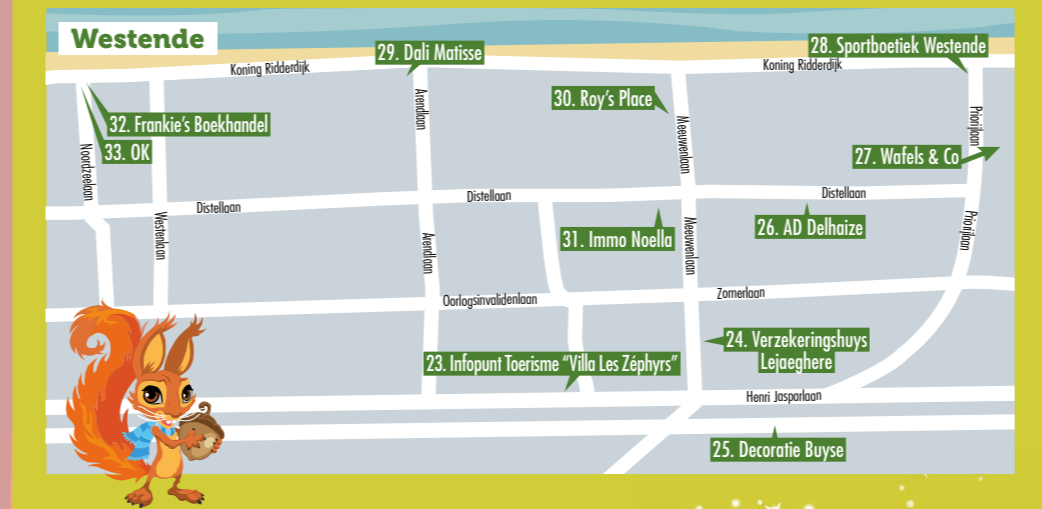 Westende
29. Dali Matisse
28. Sportboetiek Westende
Koning Ridderdijk
Koning Ridderdijk
30. Roy's Place
Arendlaan
Priorijlaan
32. Frankie's Boekhandel
Meeuwenlaan
33. OK
Noordzeelaan
27. Wafels & Co
Distellaan
Distellaan
Distellaan
Westenlaan
31. Immo Noella
Arendlaan
Meeuwenlaan
26. AD Delhaize
Priorijlaan
Oorlogsinvalidenlaan
Zomerlaan
24. Verzekeringshuys
Lejaeghere
23. Infopunt Toerisme “Villa Les Zéphyrs”
Henri Jasparlaan
25. Decoratie Buyse